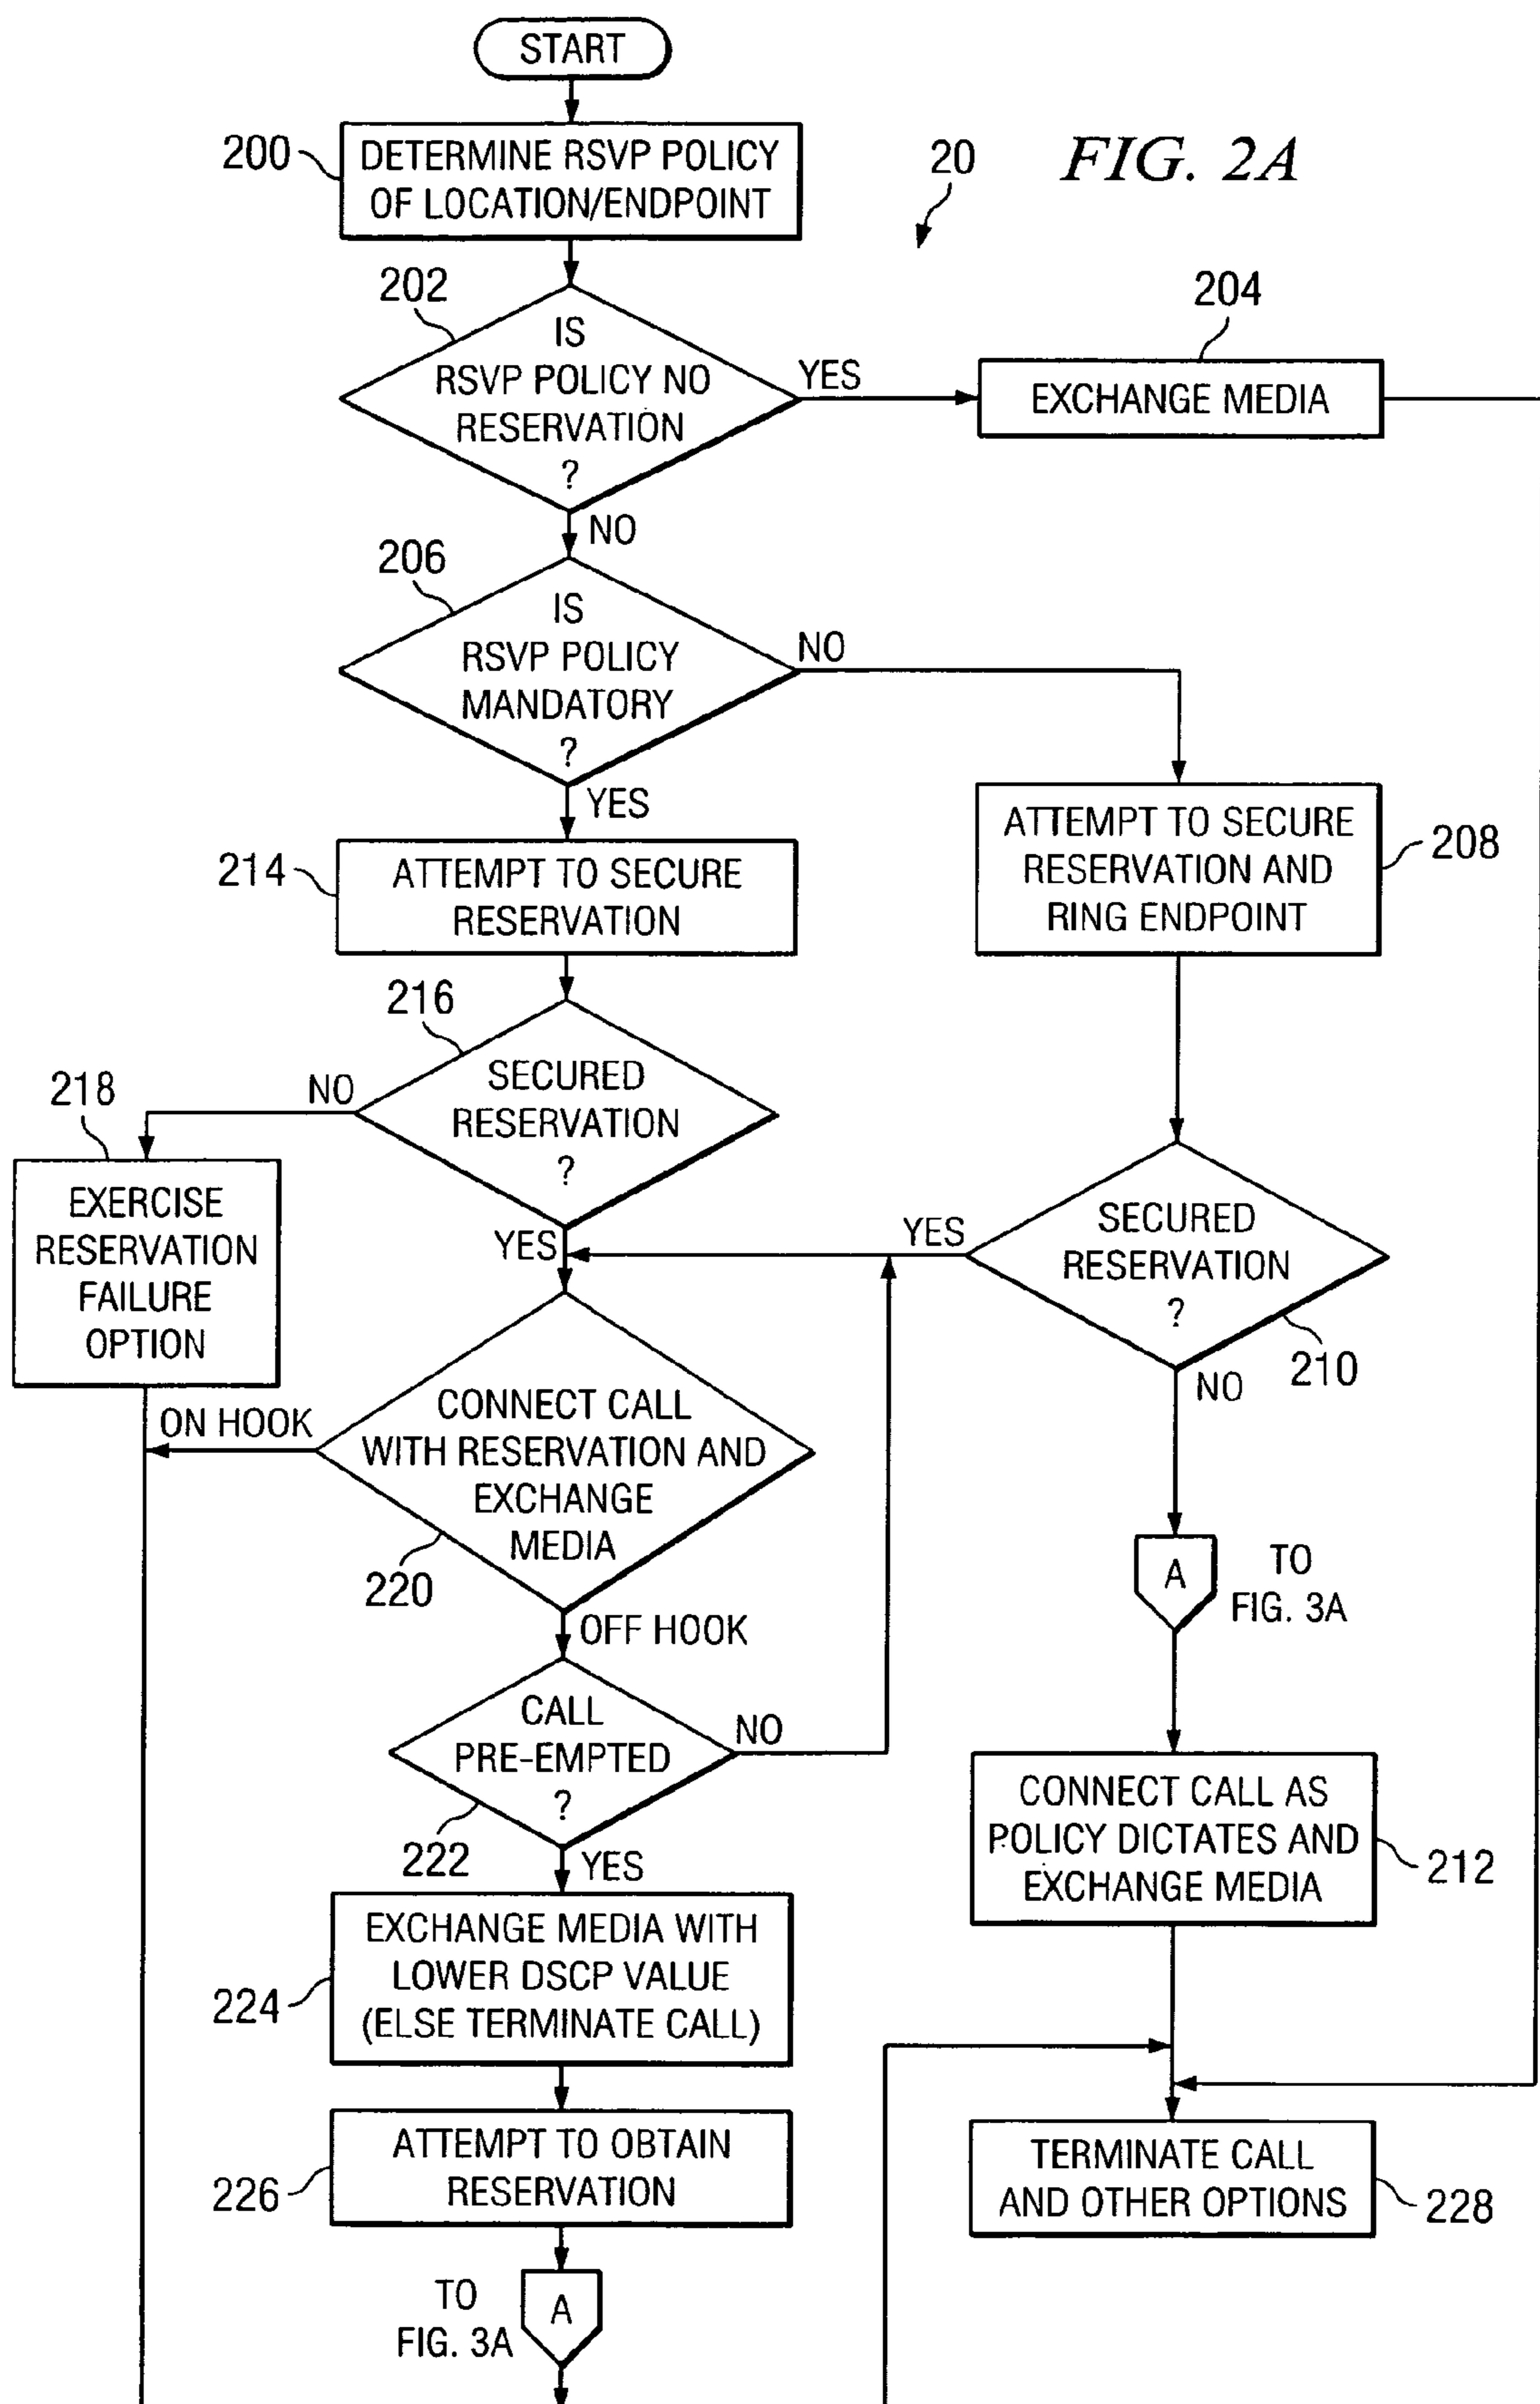 START
200
DETERMINE RSVP POLICY
OF LOCATION/ENDPOINT
20
FIG. 2A
202
IS
RSVP POLICY NO
RESERVATION
?
YES
204
EXCHANGE MEDIA
NO
206
IS
RSVP POLICY
MANDATORY
?
NO
YES
214
ATTEMPT TO SECURE
RESERVATION
ATTEMPT TO SECURE
RESERVATION AND
RING ENDPOINT
208
216
SECURED
RESERVATION
?
NO
218
EXERCISE
RESERVATION
FAILURE
OPTION
YES
YES
SECURED
RESERVATION
?
210
NO
ON HOOK
CONNECT CALL
WITH RESERVATION AND
EXCHANGE
MEDIA
220
A
TO
FIG. 3A
OFF HOOK
CALL
PRE-EMPTED
?
NO
222
YES
CONNECT CALL AS
POLICY DICTATES AND
EXCHANGE MEDIA
212
224
EXCHANGE MEDIA WITH
LOWER DSCP VALUE
(ELSE TERMINATE CALL)
226
ATTEMPT TO OBTAIN
RESERVATION
TERMINATE CALL
AND OTHER OPTIONS
228
TO
FIG. 3A
A